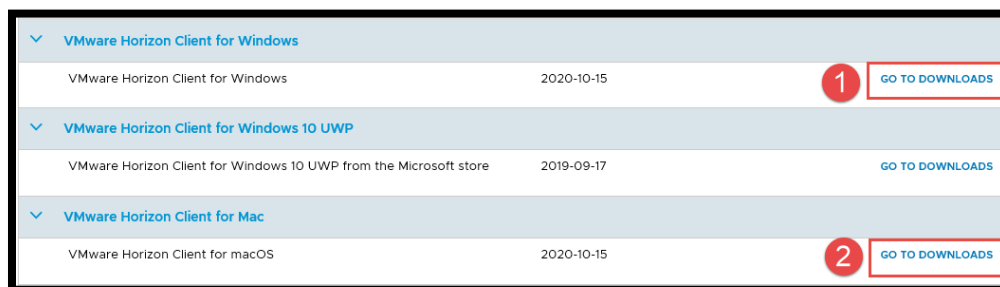 VMware Horizon Client for Windows
VMware Horizon Client for Windows 2020-10-15 1 GO TO DOWNLOADS
VMware Horizon Client for Windows 10 UWP
VMware Horizon Client for Windows 10 UWP from the Microsoft store 2019-09-17 GO TO DOWNLOADS
VMware Horizon Client for Mac
VMware Horizon Client for macOS 2020-10-15 2 GO TO DOWNLOADS